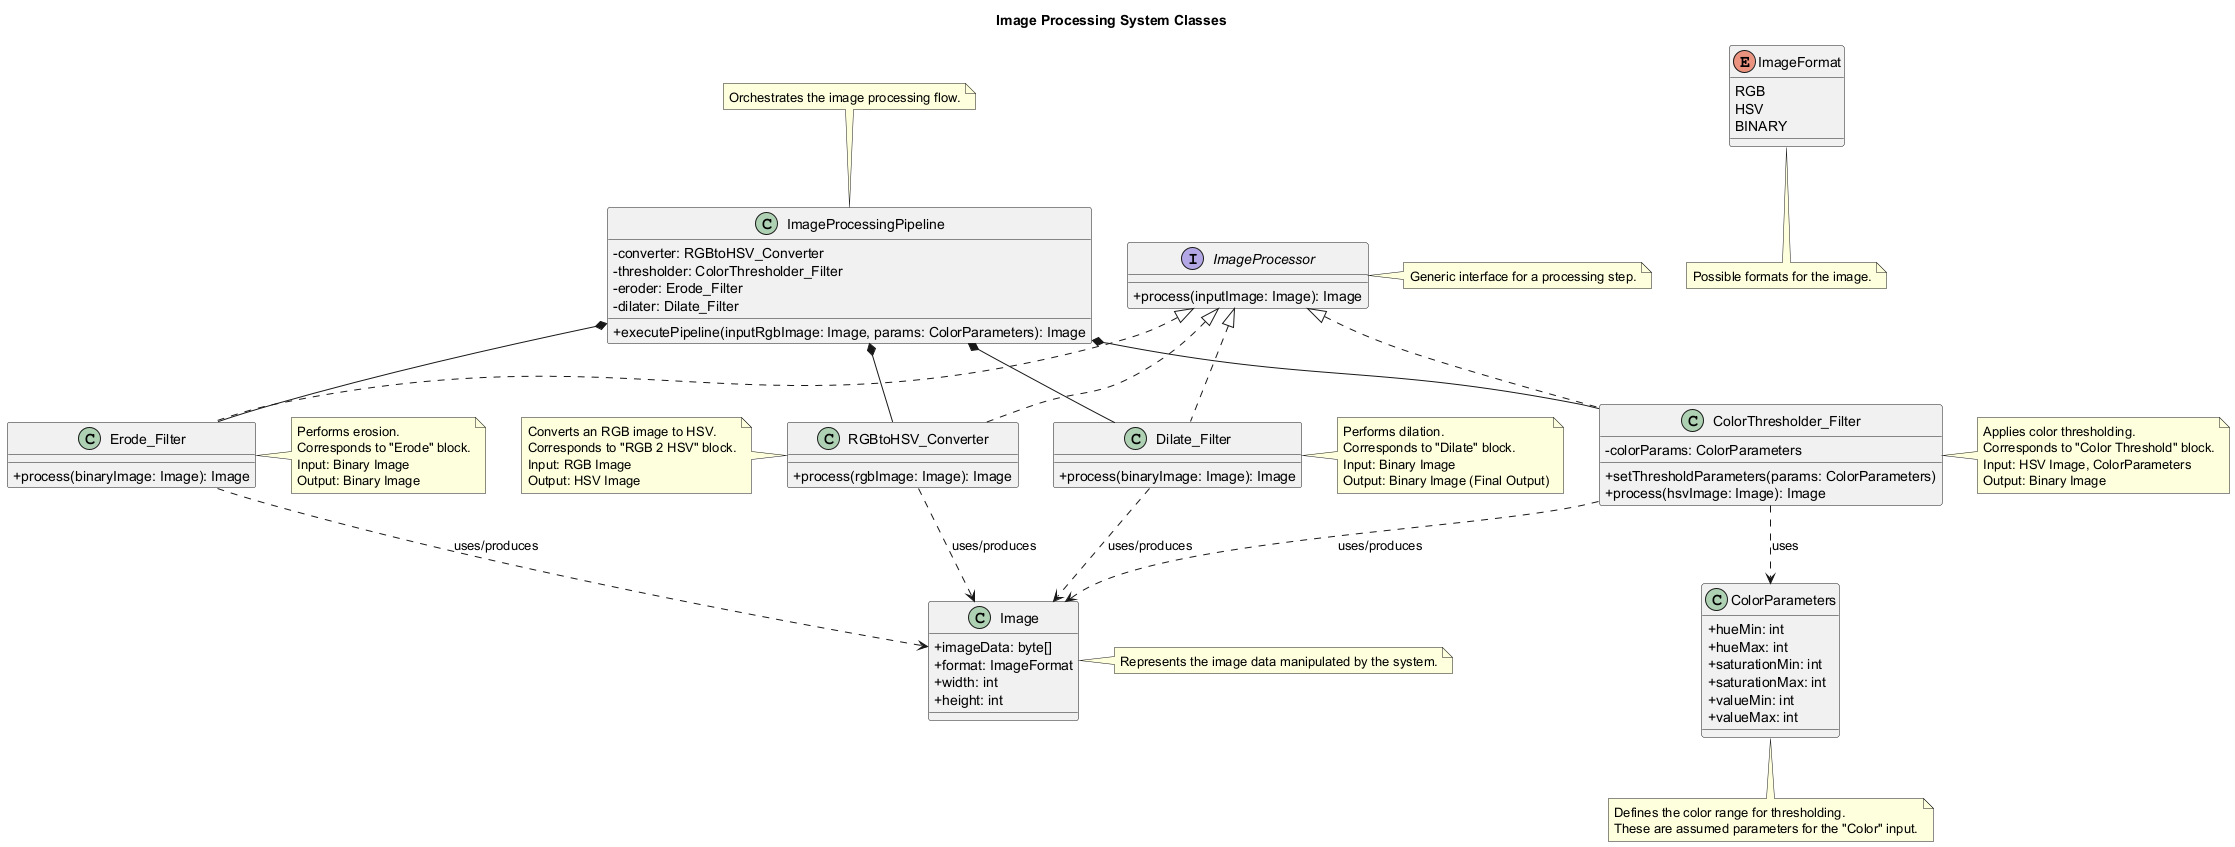 Image Processing System Classes
E ImageFormat
RGB
HSV
BINARY
Orchestrates the image processing flow.
C ImageProcessingPipeline
-converter: RGBtoHSV_Converter
-thresholder: ColorThresholder_Filter
-eroder: Erode_Filter
-dilater: Dilate_Filter
+executePipeline(inputRgbImage: Image, params: ColorParameters): Image
I ImageProcessor
+process(inputImage: Image): Image
Generic interface for a processing step.
Possible formats for the image.
C Erode_Filter
+process(binaryImage: Image): Image
Performs erosion.
Corresponds to "Erode" block.
Input: Binary Image
Output: Binary Image
Converts an RGB image to HSV.
Corresponds to "RGB 2 HSV" block.
Input: RGB Image
Output: HSV Image
C RGBtoHSV_Converter
+process(rgbImage: Image): Image
C Dilate_Filter
+process(binaryImage: Image): Image
Performs dilation.
Corresponds to "Dilate" block.
Input: Binary Image
Output: Binary Image (Final Output)
C ColorThresholder_Filter
-colorParams: ColorParameters
+setThresholdParameters(params: ColorParameters)
+process(hsvImage: Image): Image
Applies color thresholding.
Corresponds to "Color Threshold" block.
Input: HSV Image, ColorParameters
Output: Binary Image
uses/produces
uses/produces
uses/produces
uses/produces
uses
C Image
+imageData: byte[]
+format: ImageFormat
+width: int
+height: int
Represents the image data manipulated by the system.
C ColorParameters
+hueMin: int
+hueMax: int
+saturationMin: int
+saturationMax: int
+valueMin: int
+valueMax: int
Defines the color range for thresholding.
These are assumed parameters for the "Color" input.